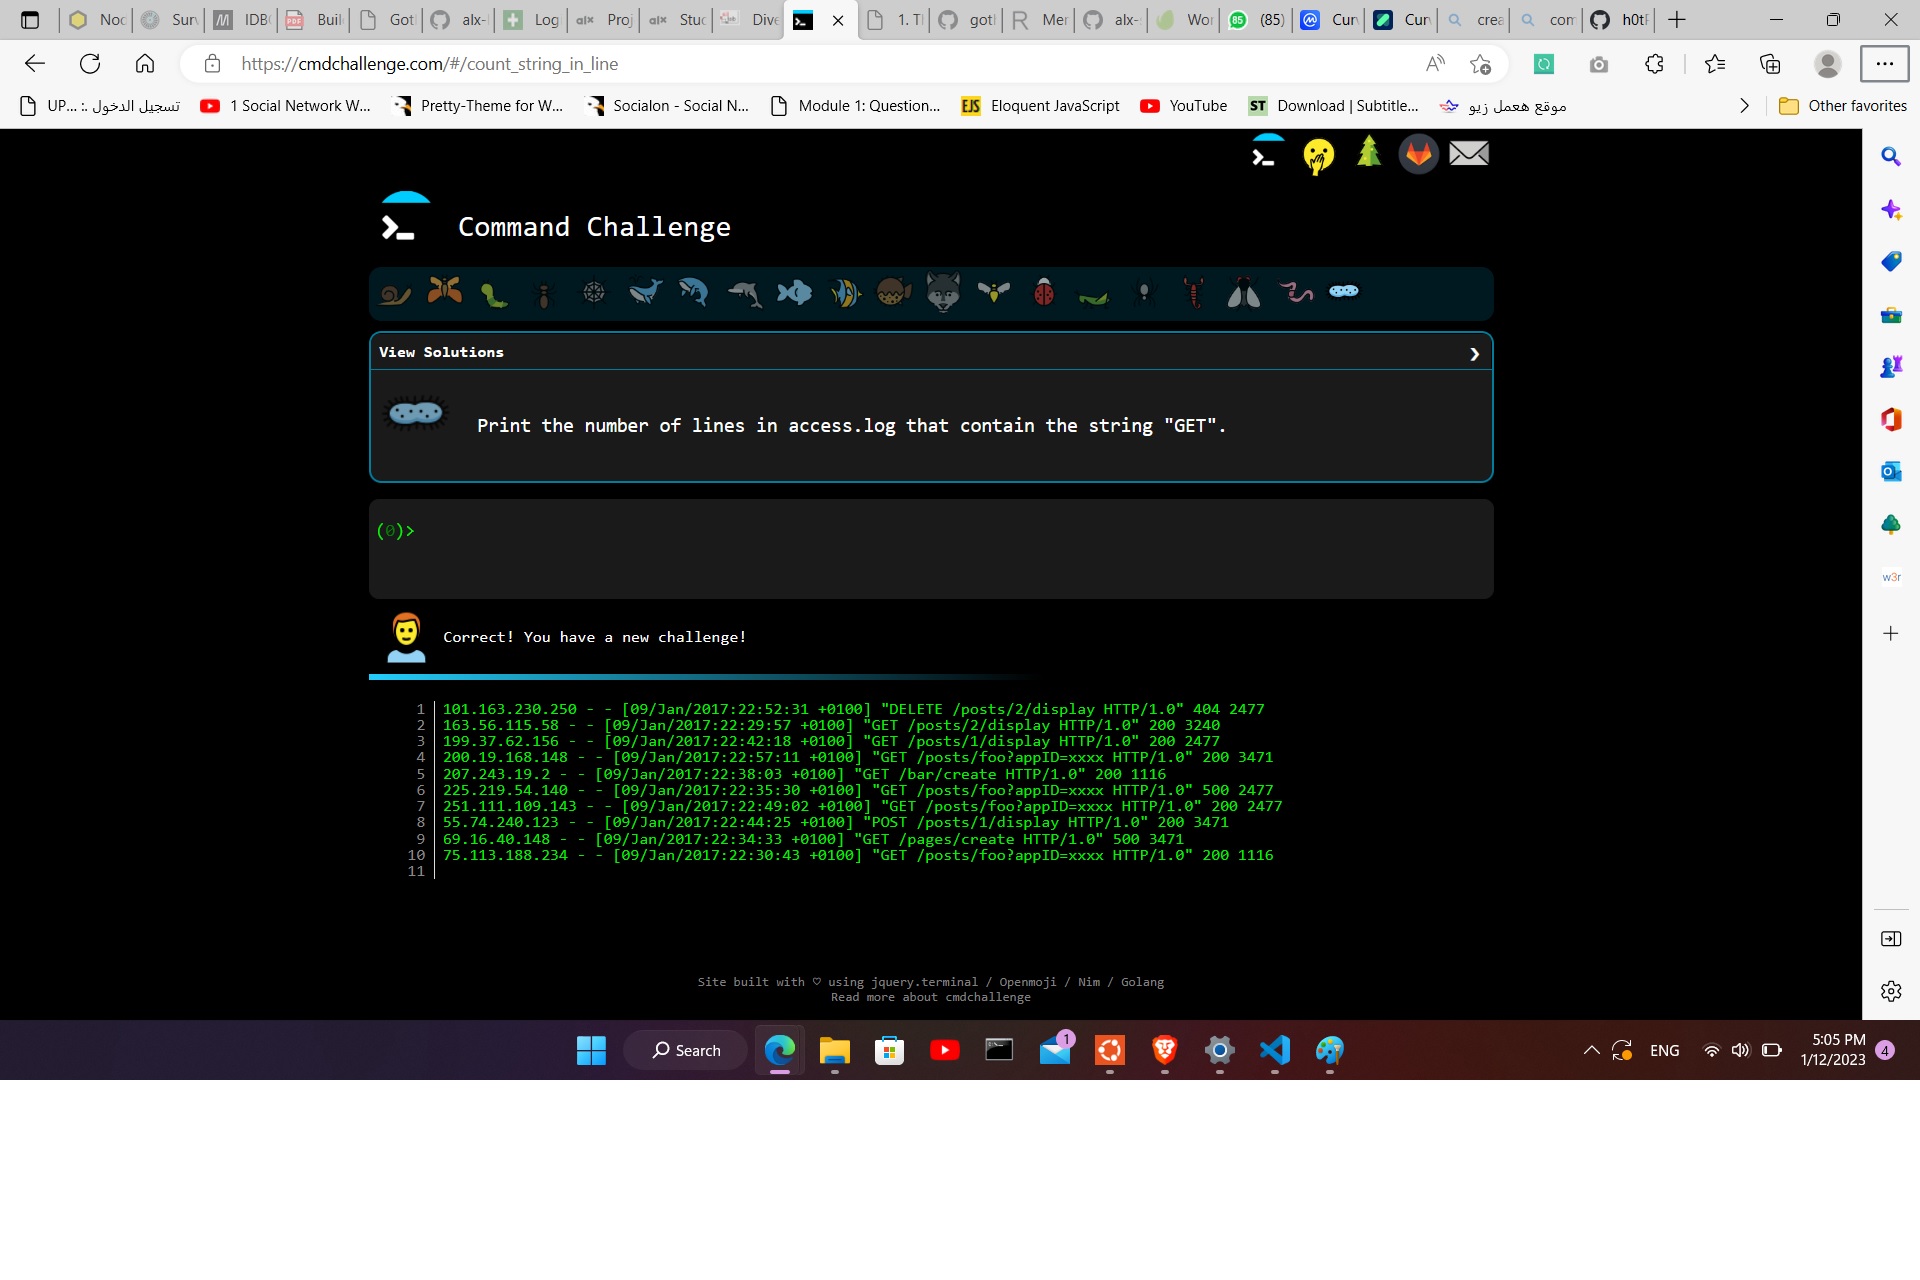 Noc
Surv
IDBC
Buil
Got
alx-
Log
Proj
Stuc
Dive
1. Tl
gotl
Mer
alx-s
Wor
(85)
Cur
Cur
crea
com
h0tl
https://cmdchallenge.com/#/count_string_in_line
UP... :. تسجيل الدخول
1 Social Network W...
Pretty-Theme for W...
Socialon - Social N...
Module 1: Question...
Eloquent JavaScript
YouTube
Download | Subtitle...
موقع هعمل زيو
Other favorites
Command Challenge
View Solutions
Print the number of lines in access.log that contain the string "GET".
(0)>
Correct! You have a new challenge!
1 101.163.230.250 - - [09/Jan/2017:22:52:31 +0100] "DELETE /posts/2/display HTTP/1.0" 404 2477
2 163.56.115.58 - - [09/Jan/2017:22:29:57 +0100] "GET /posts/2/display HTTP/1.0" 200 3240
3 199.37.62.156 - - [09/Jan/2017:22:42:18 +0100] "GET /posts/1/display HTTP/1.0" 200 2477
4 200.19.168.148 - - [09/Jan/2017:22:57:11 +0100] "GET /posts/foo?appID=xxxx HTTP/1.0" 200 3471
5 207.243.19.2 - - [09/Jan/2017:22:38:03 +0100] "GET /bar/create HTTP/1.0" 200 1116
6 225.219.54.140 - - [09/Jan/2017:22:35:30 +0100] "GET /posts/foo?appID=xxxx HTTP/1.0" 500 2477
7 251.111.109.143 - - [09/Jan/2017:22:49:02 +0100] "GET /posts/foo?appID=xxxx HTTP/1.0" 200 2477
8 55.74.240.123 - - [09/Jan/2017:22:44:25 +0100] "POST /posts/1/display HTTP/1.0" 200 3471
9 69.16.40.148 - - [09/Jan/2017:22:34:33 +0100] "GET /pages/create HTTP/1.0" 500 3471
10 75.113.188.234 - - [09/Jan/2017:22:30:43 +0100] "GET /posts/foo?appID=xxxx HTTP/1.0" 200 1116
11
Site built with ♡ using jquery.terminal / Openmoji / Nim / Golang
Read more about cmdchallenge
w3r
Search
1
ENG
5:05 PM
1/12/2023
4